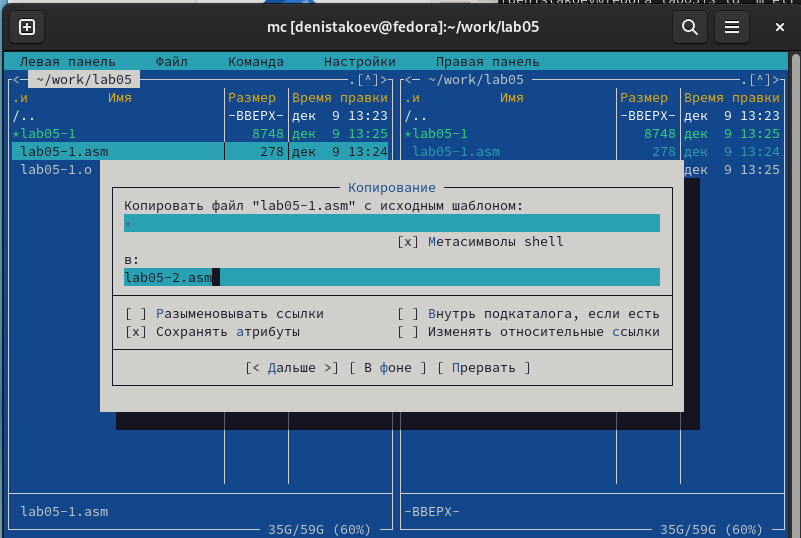 mc [denistakoev@fedora]:~/work/lab05
Левая панель Файл Команда Настройки Правая панель
<─ ~/work/lab05 .[^]> <─ ~/work/lab05 .[^]>
.и Имя Размер Время правки .и Имя Размер Время правки
/.. -ВВЕРХ- дек 9 13:23 /.. -ВВЕРХ- дек 9 13:23
*lab05-1 8748 дек 9 13:25 *lab05-1 8748 дек 9 13:25
lab05-1.asm 278 дек 9 13:24 lab05-1.asm 278 дек 9 13:24
lab05-1.o дек 9 13:25
Копирование
Копировать файл "lab05-1.asm" с исходным шаблоном:
*
[x] Метасимволы shell
в:
lab05-2.asm
[ ] Разыменовывать ссылки [ ] Внутрь подкаталога, если есть
[x] Сохранять атрибуты [ ] Изменять относительные ссылки
[< Дальше >] [ В фоне ] [ Прервать ]
lab05-1.asm -ВВЕРХ-
35G/59G (60%) 35G/59G (60%)